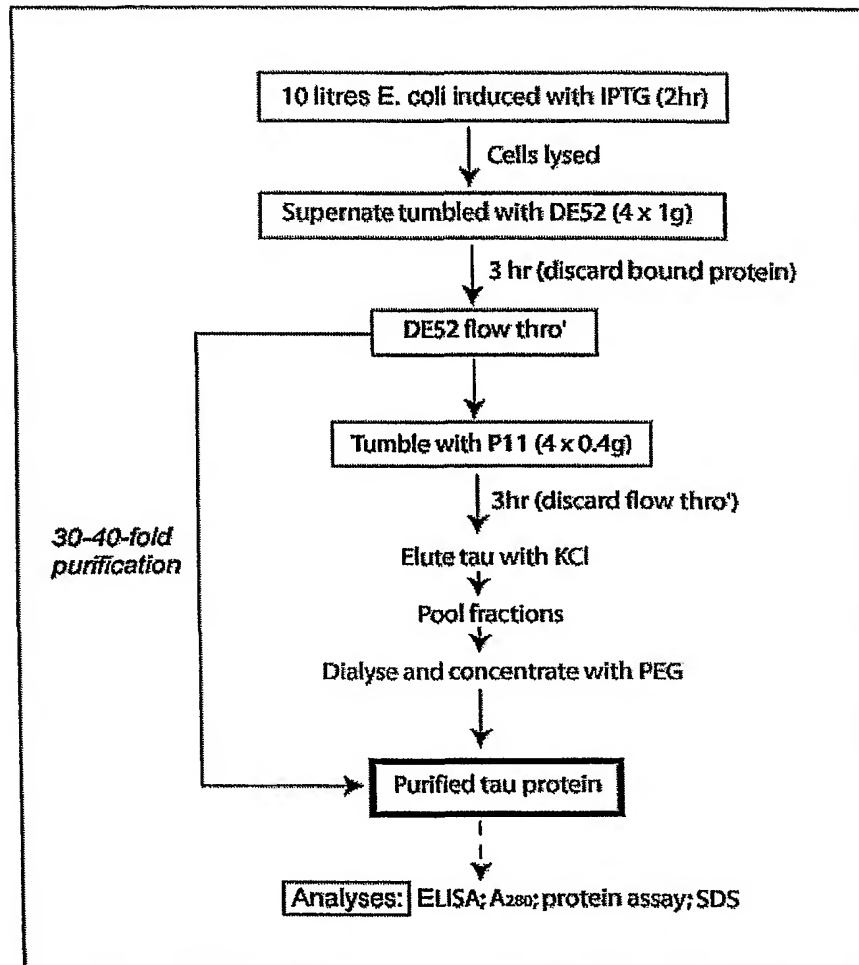 10 litres E. coli induced with IPTG (2hr)
Cells lysed
Supernate tumbled with DE52 (4 x 1g)
3 hr (discard bound protein)
DE52 flow thro'
Tumble with P11 (4 x 0.4g)
3hr (discard flow thro')
30-40-fold
purification
Elute tau with KCl
Pool fractions
Dialyse and concentrate with PEG
Purified tau protein
Analyses: ELISA; A280; protein assay; SDS